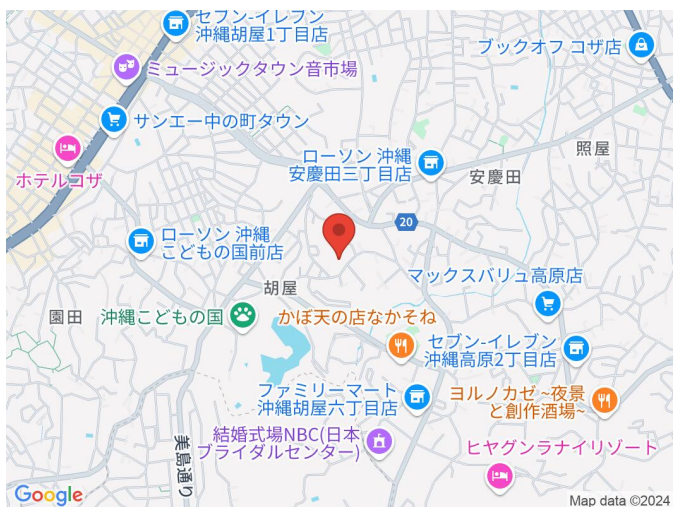 セブン-イレブン
沖縄胡屋1丁目店
ブックオフ コザ店
ミュージックタウン音市場
サンエー中の町タウン
照屋
ローソン 沖縄
安慶田三丁目店
安慶田
ホテルコザ
20
ローソン 沖縄
こどもの国前店
マックスバリュ高原店
胡屋
園田
沖縄こどもの国
かぼ天の店なかそね
セブン-イレブン
沖縄高原2丁目店
ファミリーマート
沖縄胡屋六丁目店
ヨルノカゼ ~夜景
と創作酒場~
結婚式場NBC(日本
ブライダルセンター)
美島通り
ヒヤグンラナイリゾート
Google
Map data ©2024